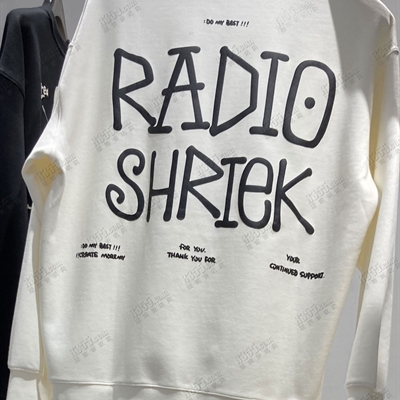 I DO MY BEST!!!
RADIO
SHRIEK
I DO MY BEST!!!
FOR YOU.
THANK YOU FOR
YOUR
CONTINUED SUPPORT.